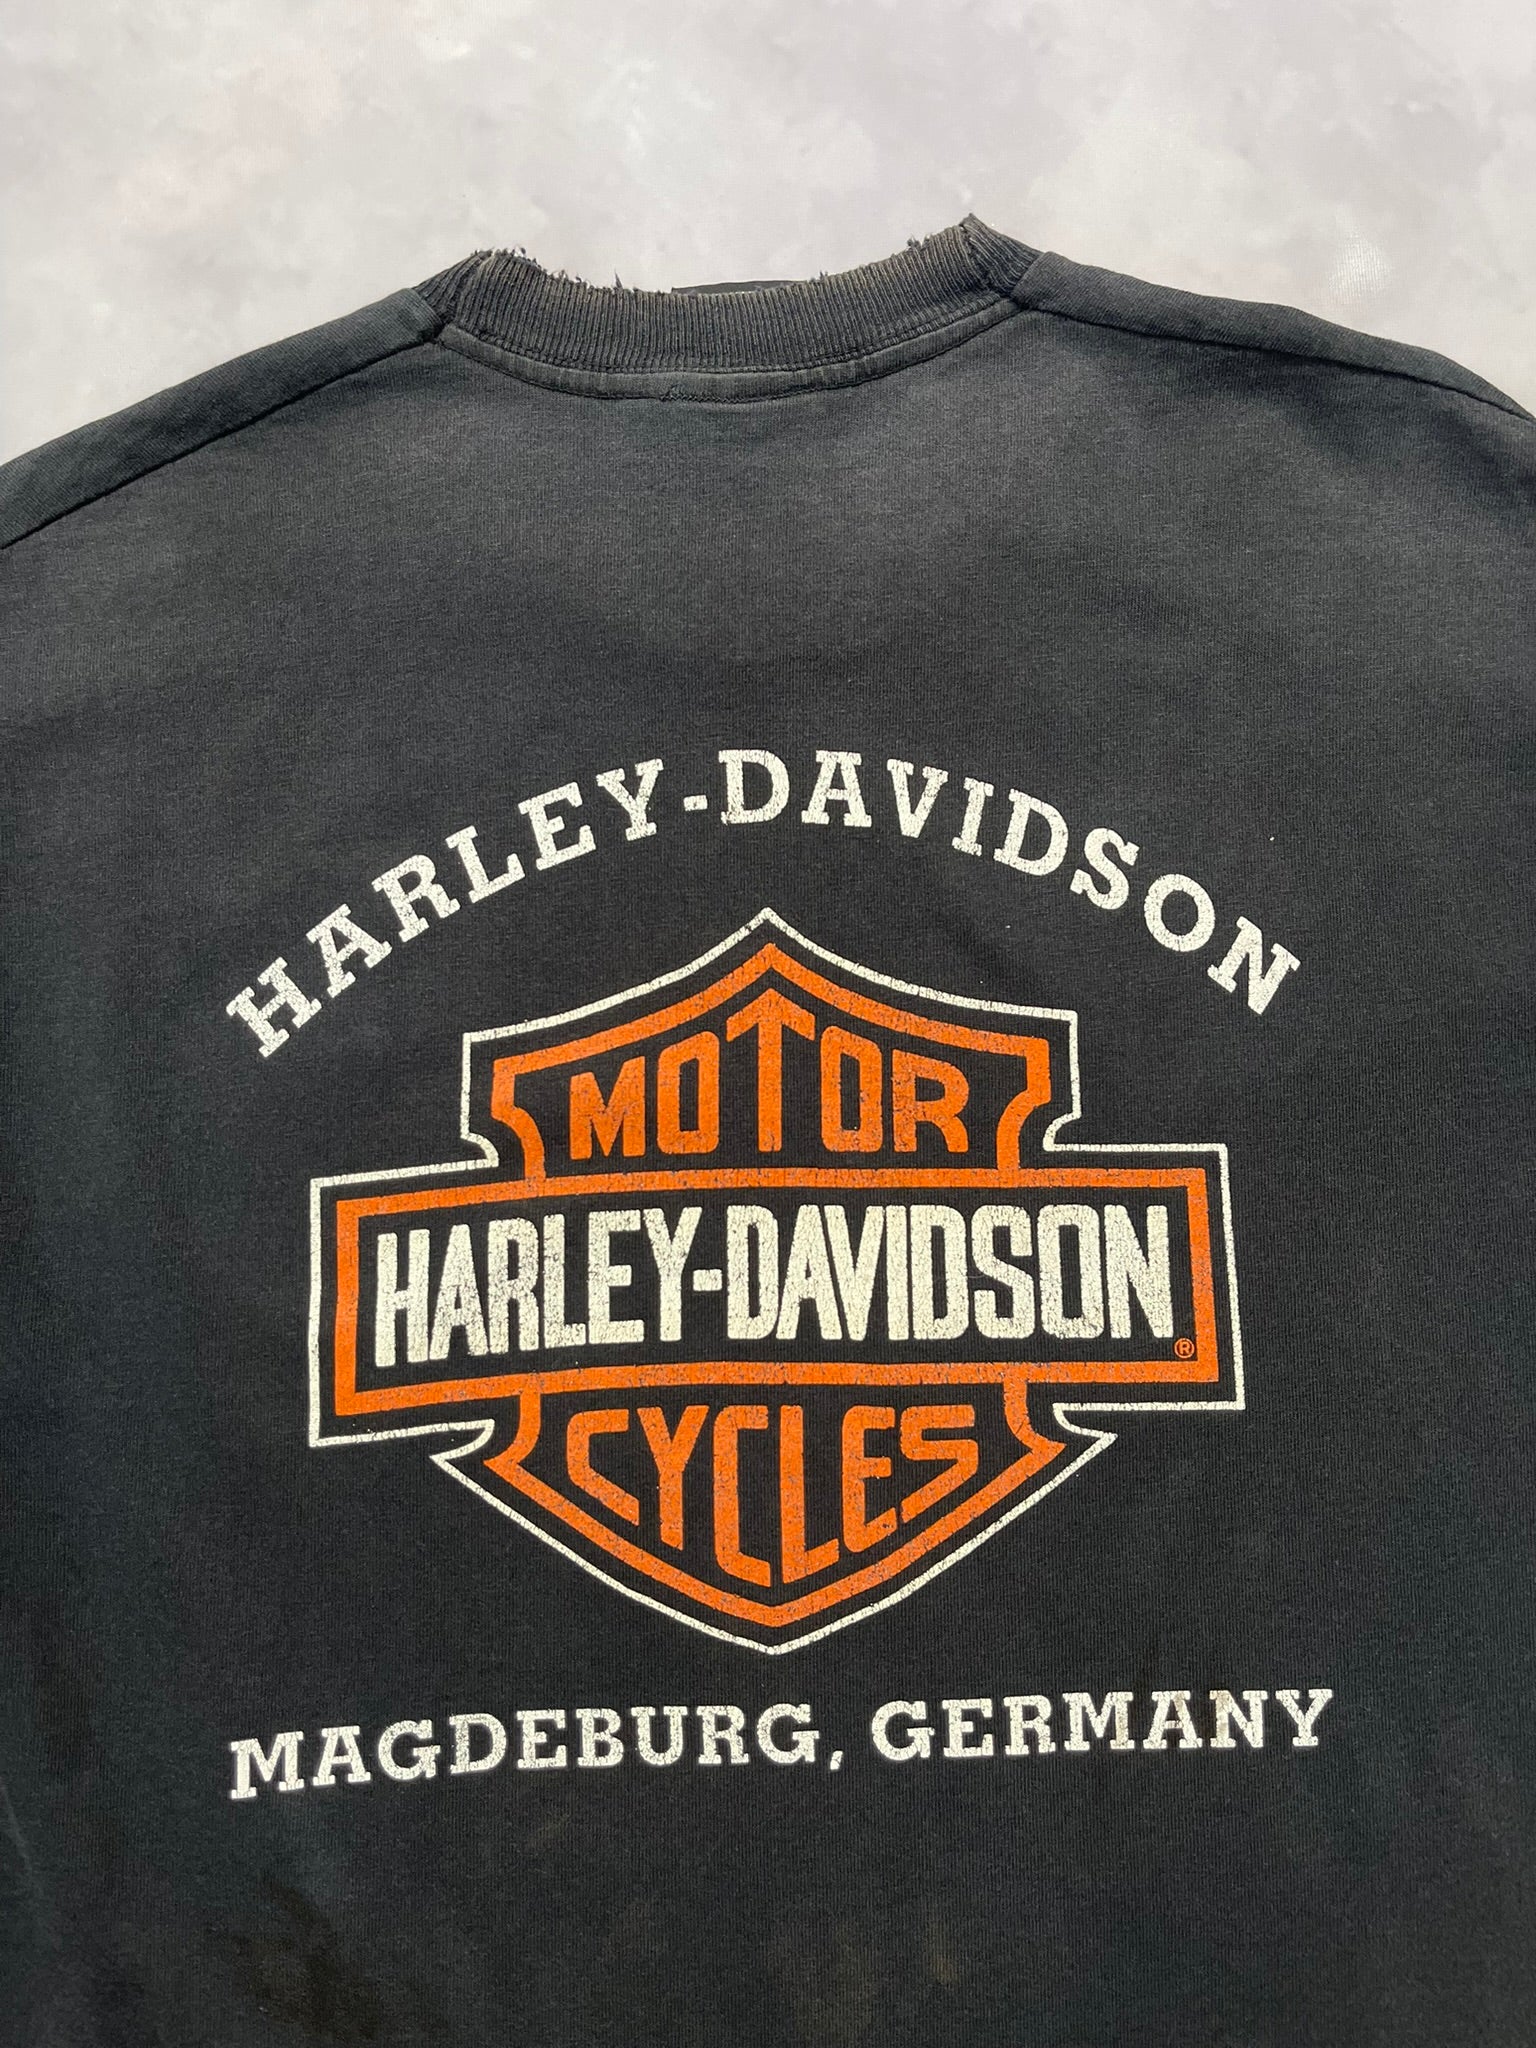 HARLEY-DAVIDSON
MOTOR
HARLEY-DAVIDSON®
CYCLES
MAGDEBURG, GERMANY